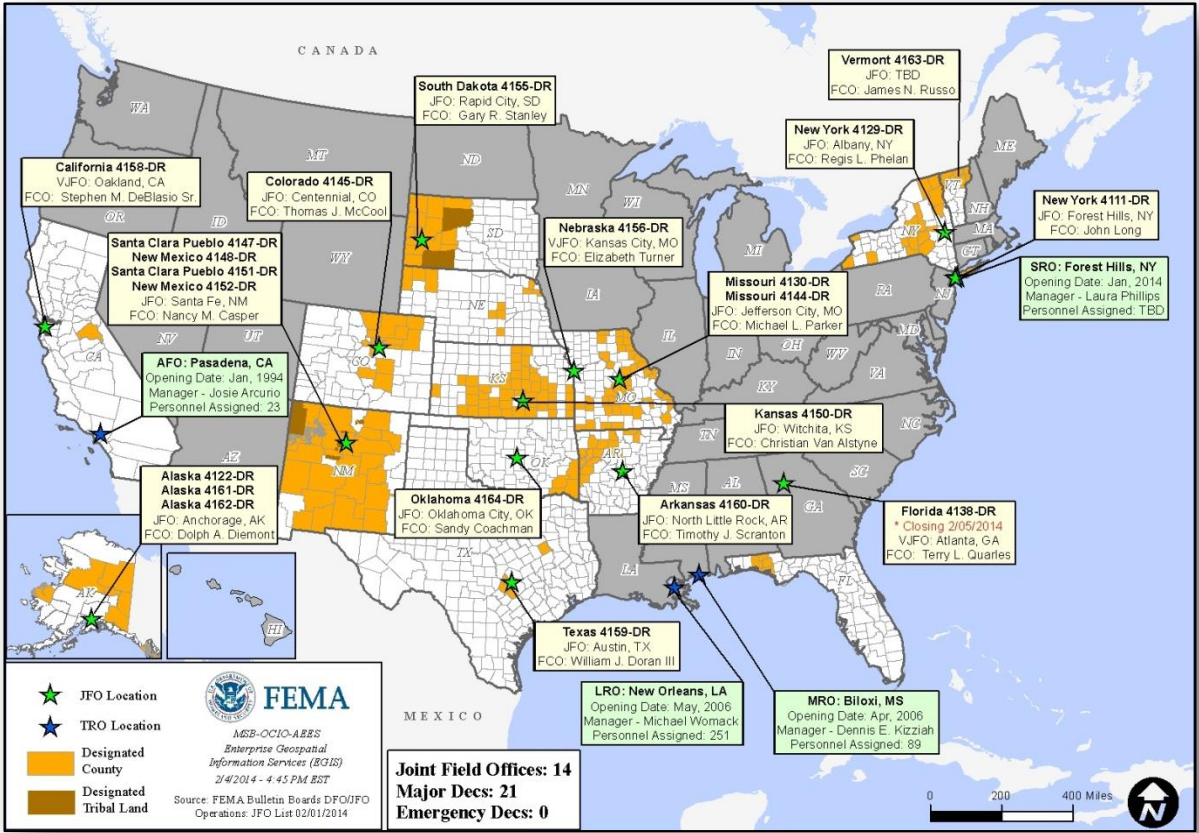 CANADA
South Dakota 4155-DR
JFO: Rapid City, SD
FCO: Gary R. Stanley
Vermont 4163-DR
JFO: TBD
FCO: James N. Russo
New York 4129-DR
JFO: Albany, NY
FCO: Regis L. Phelan
California 4158-DR
VJFO: Oakland, CA
FCO: Stephen M. DeBlasio Sr.
Colorado 4145-DR
JFO: Centennial, CO
FCO: Thomas J. McCool
New York 4111-DR
JFO: Forest Hills, NY
FCO: John Long
Nebraska 4156-DR
VJFO: Kansas City, MO
FCO: Elizabeth Turner
Santa Clara Pueblo 4147-DR
New Mexico 4148-DR
Santa Clara Pueblo 4151-DR
New Mexico 4152-DR
JFO: Santa Fe, NM
FCO: Nancy M. Casper
Missouri 4130-DR
Missouri 4144-DR
JFO: Jefferson City, MO
FCO: Michael L. Parker
SRO: Forest Hills, NY
Opening Date: Jan, 2014
Manager - Laura Phillips
Personnel Assigned: TBD
AFO: Pasadena, CA
Opening Date: Jan, 1994
Manager - Josie Arcurio
Personnel Assigned: 23
Kansas 4150-DR
JFO: Witchita, KS
FCO: Christian Van Alstyne
Alaska 4122-DR
Alaska 4161-DR
Alaska 4162-DR
JFO: Anchorage, AK
FCO: Dolph A. Diemont
Oklahoma 4164-DR
JFO: Oklahoma City, OK
FCO: Sandy Coachman
Arkansas 4160-DR
JFO: North Little Rock, AR
FCO: Timothy J. Scranton
Florida 4138-DR
* Closing 2/05/2014
VJFO: Atlanta, GA
FCO: Terry L. Quarles
Texas 4159-DR
JFO: Austin, TX
FCO: William J. Doran III
LRO: New Orleans, LA
Opening Date: May, 2006
Manager - Michael Womack
Personnel Assigned: 251
MRO: Biloxi, MS
Opening Date: Apr, 2006
Manager - Dennis E. Kizziah
Personnel Assigned: 89
WA
MT
ND
MN
WI
MI
ME
VT
NH
MA
CT
NY
OR
ID
WY
SD
IA
NE
PA
NJ
MD
NV
UT
CO
CA
KS
MO
IL
IN
OH
WV
VA
KY
TN
NC
SC
AZ
NM
OK
AR
MS
AL
GA
TX
LA
FL
AK
HI
MEXICO
JFO Location
TRO Location
Designated
County
Designated
Tribal Land
FEMA
MSB-OCIO-AEES
Enterprise Geospatial
Information Services (EGIS)
2/4/2014 - 4:45 PM EST
Source: FEMA Bulletin Boards DFO/JFO
Operations: JFO List 02/01/2014
Joint Field Offices: 14
Major Decs: 21
Emergency Decs: 0
0 200 400 Miles
N